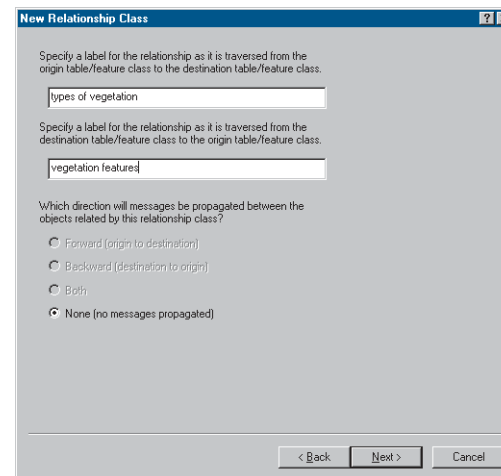 New Relationship Class
?
Specify a label for the relationship as it is traversed from the
origin table/feature class to the destination table/feature class.
types of vegetation
Specify a label for the relationship as it is traversed from the
destination table/feature class to the origin table/feature class.
vegetation features
Which direction will messages be propagated between the
objects related by this relationship class?
Forward (origin to destination)
Backward (destination to origin)
Both
None (no messages propagated)
< Back Next > Cancel